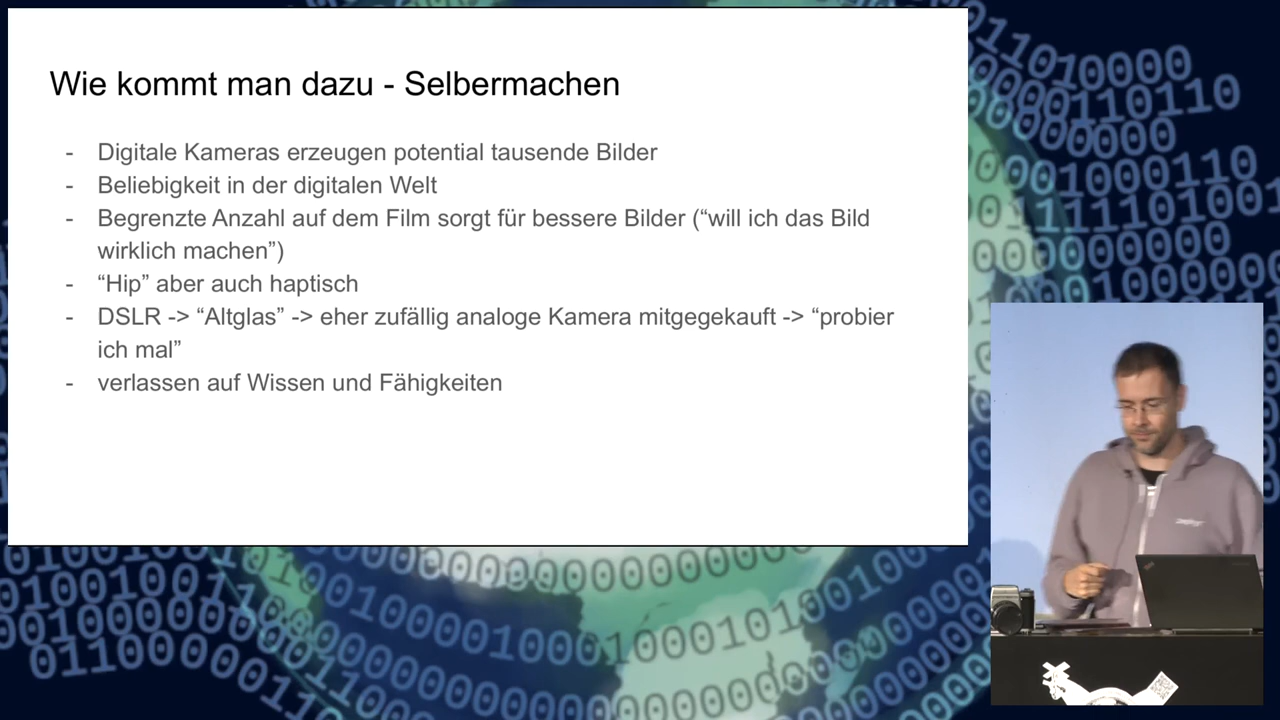 Wie kommt man dazu - Selbermachen
- Digitale Kameras erzeugen potential tausende Bilder
- Beliebigkeit in der digitalen Welt
- Begrenzte Anzahl auf dem Film sorgt für bessere Bilder (“will ich das Bild
wirklich machen”)
- “Hip” aber auch haptisch
- DSLR -> “Altglas” -> eher zufällig analoge Kamera mitgegekauft -> “probier
ich mal”
- verlassen auf Wissen und Fähigkeiten